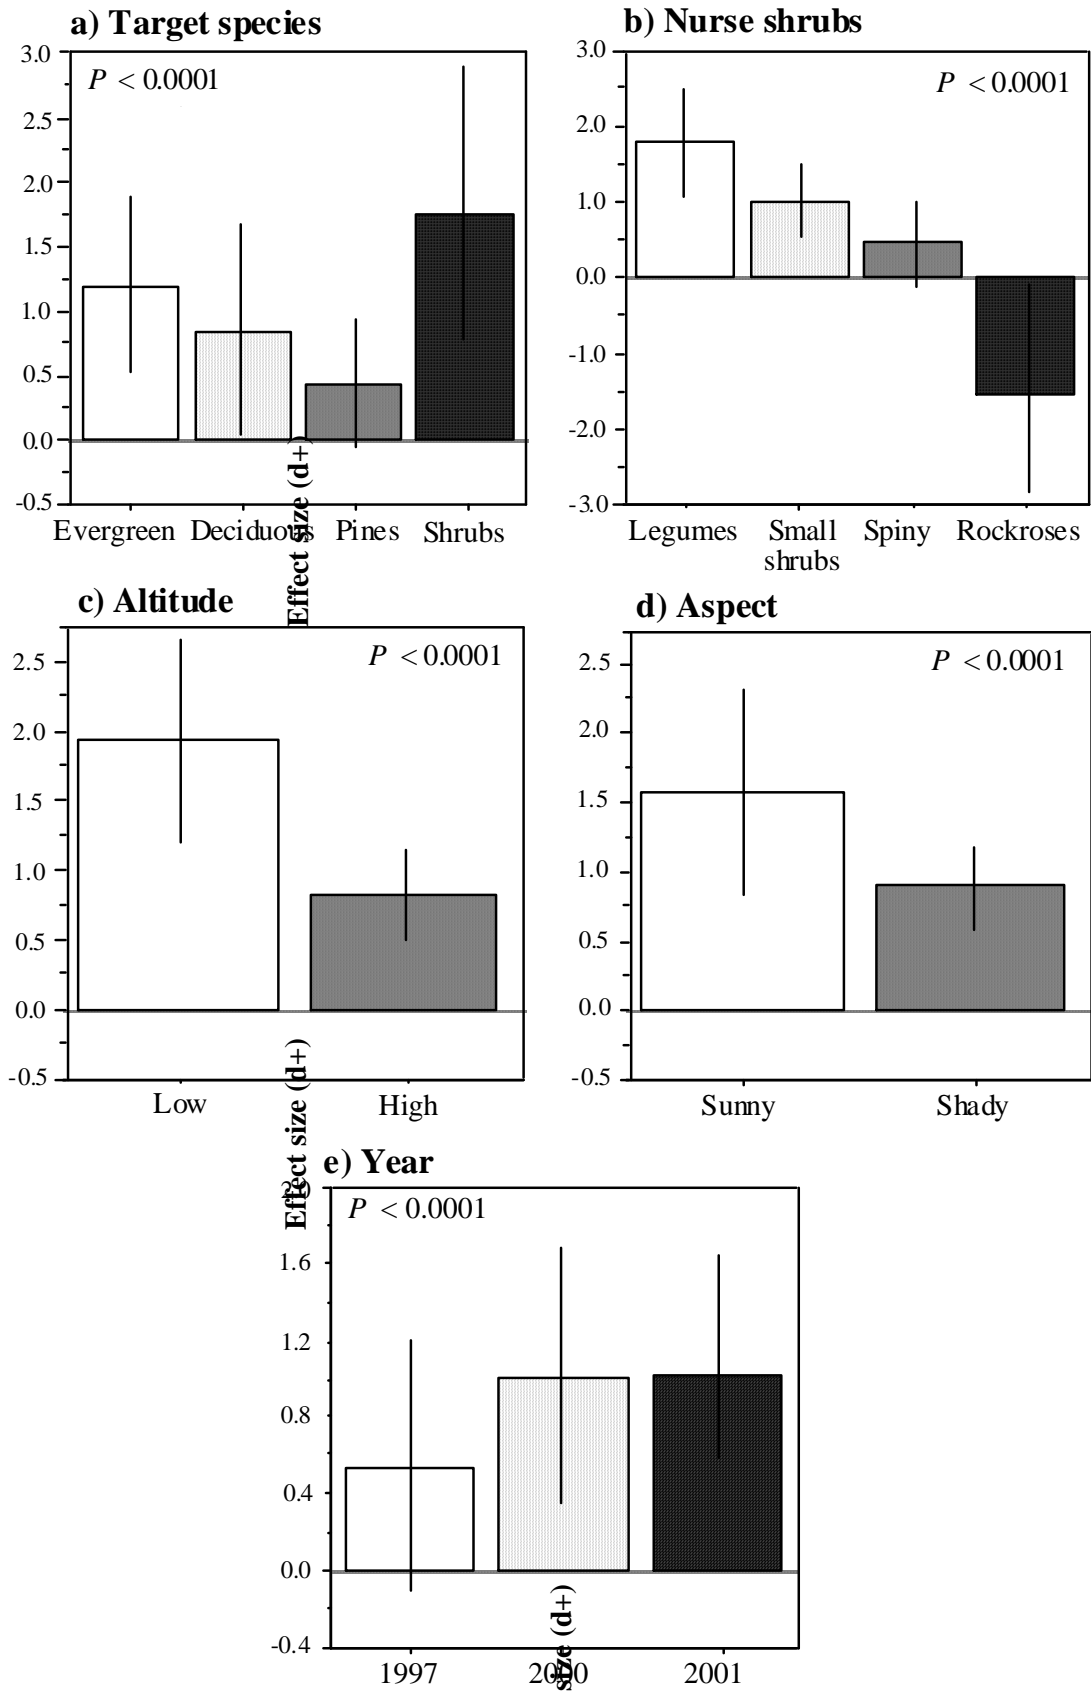 a) Target species
P < 0.0001
3.0
2.5
2.0
1.5
1.0
0.5
0.0
-0.5
Evergreen Deciduous Pines Shrubs
Effect size (d+)
b) Nurse shrubs
P < 0.0001
3.0
2.0
1.0
0.0
-1.0
-2.0
-3.0
Legumes Small Spiny Rockroses
shrubs
c) Altitude
P < 0.0001
2.5
2.0
1.5
1.0
0.5
0.0
-0.5
Low High
Effect size (d+)
d) Aspect
P < 0.0001
2.5
2.0
1.5
1.0
0.5
0.0
-0.5
Sunny Shady
e) Year
P < 0.0001
2.0
1.6
1.2
0.8
0.4
0.0
-0.4
1997 2000 2001
size (d+)